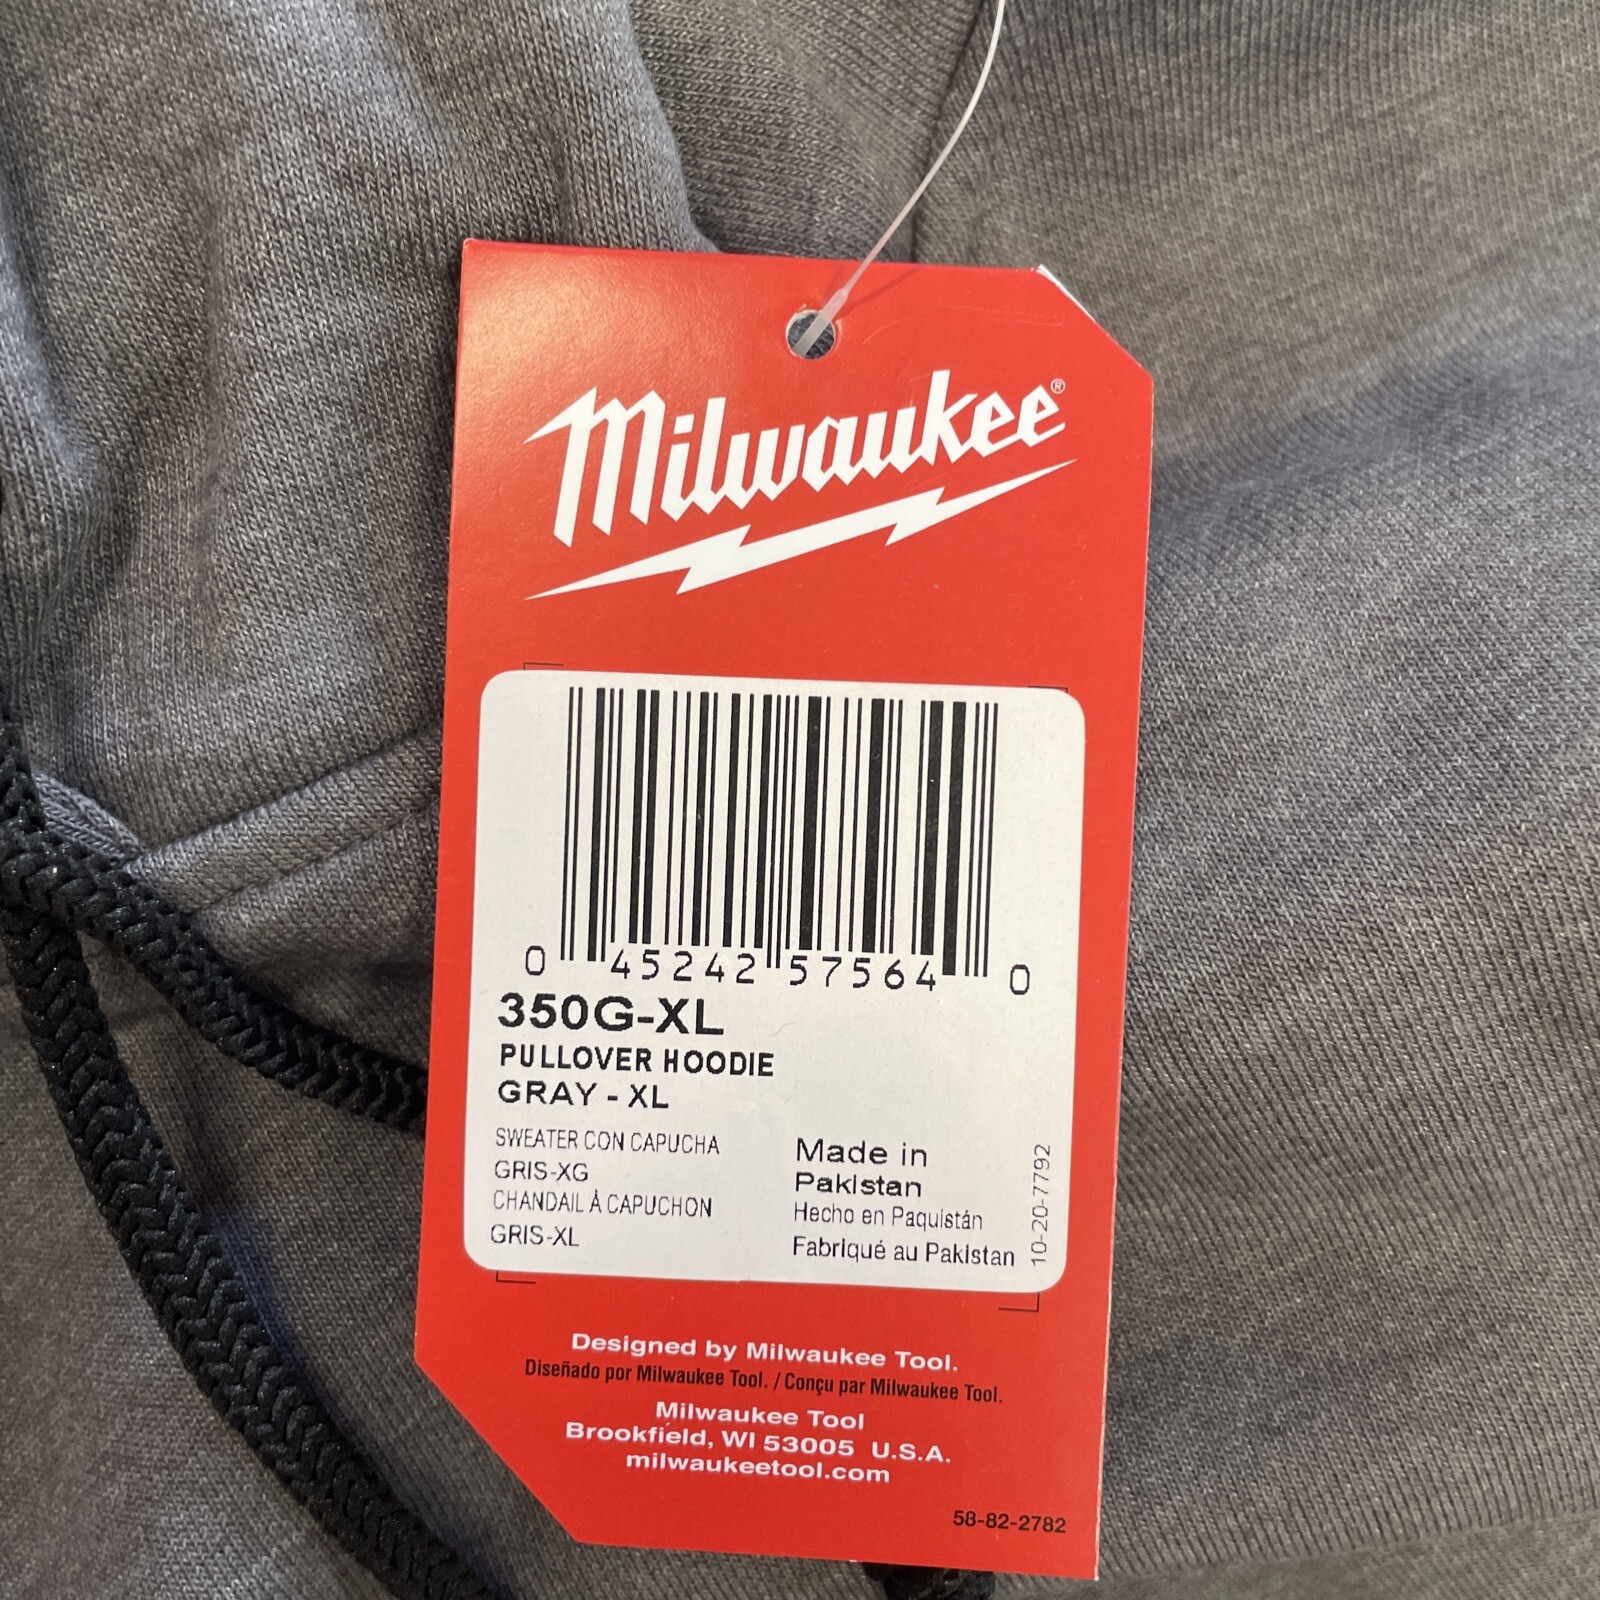 Milwaukee®
0 45242 57564 0
350G-XL
PULLOVER HOODIE
GRAY - XL
SWEATER CON CAPUCHA
GRIS-XG
CHANDAIL À CAPUCHON
GRIS-XL
Made in
Pakistan
Hecho en Paquistán
Fabriqué au Pakistan
10-20-7792
Designed by Milwaukee Tool.
Diseñado por Milwaukee Tool. / Conçu par Milwaukee Tool.
Milwaukee Tool
Brookfield, WI 53005 U.S.A.
milwaukeetool.com
58-82-2782